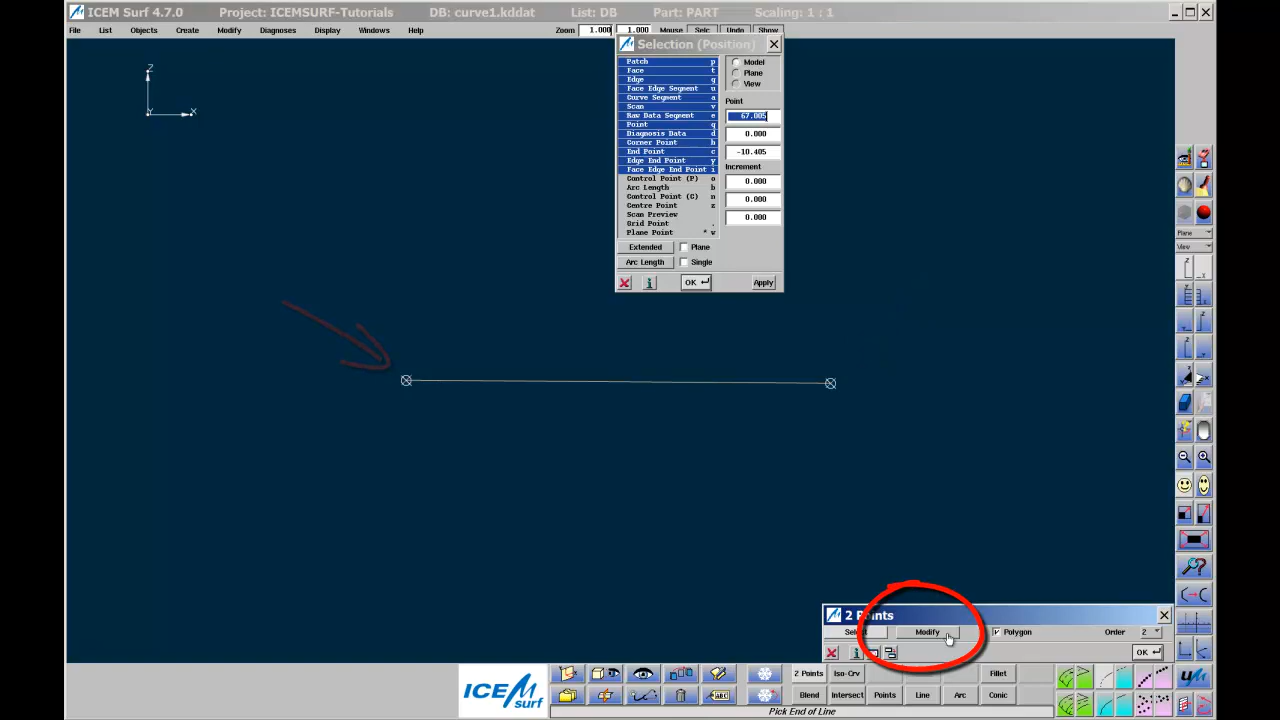 ICEM Surf 4.7.0 Project: ICEMSURF-Tutorials DB: curve1.kddat List: DB Part: PART Scaling: 1 : 1
File List Objects Create Modify Diagnoses Display Windows Help Zoom 1.000 1.000 Mouse Selc Undo Show
Selection (Position)
Patch p
Face t
Edge g
Face Edge Segment u
Curve Segment a
Scan v
Raw Data Segment e
Point q
Diagnosis Data d
Corner Point h
End Point c
Edge End Point y
Face Edge End Point i
Control Point (P) o
Arc Length b
Control Point (C) n
Centre Point z
Scan Preview
Grid Point .
Plane Point * w
Model
Plane
View
Point
67.005
0.000
-10.405
Increment
0.000
0.000
0.000
Extended Plane
Arc Length Single
OK Apply
Z
Y X
Plane
View
2 Points
Modify Polygon Order 2
OK
ICEM surf
ABC
2 Points Iso-Crv Fillet
Blend Intersect Points Line Arc Conic
Pick End of Line